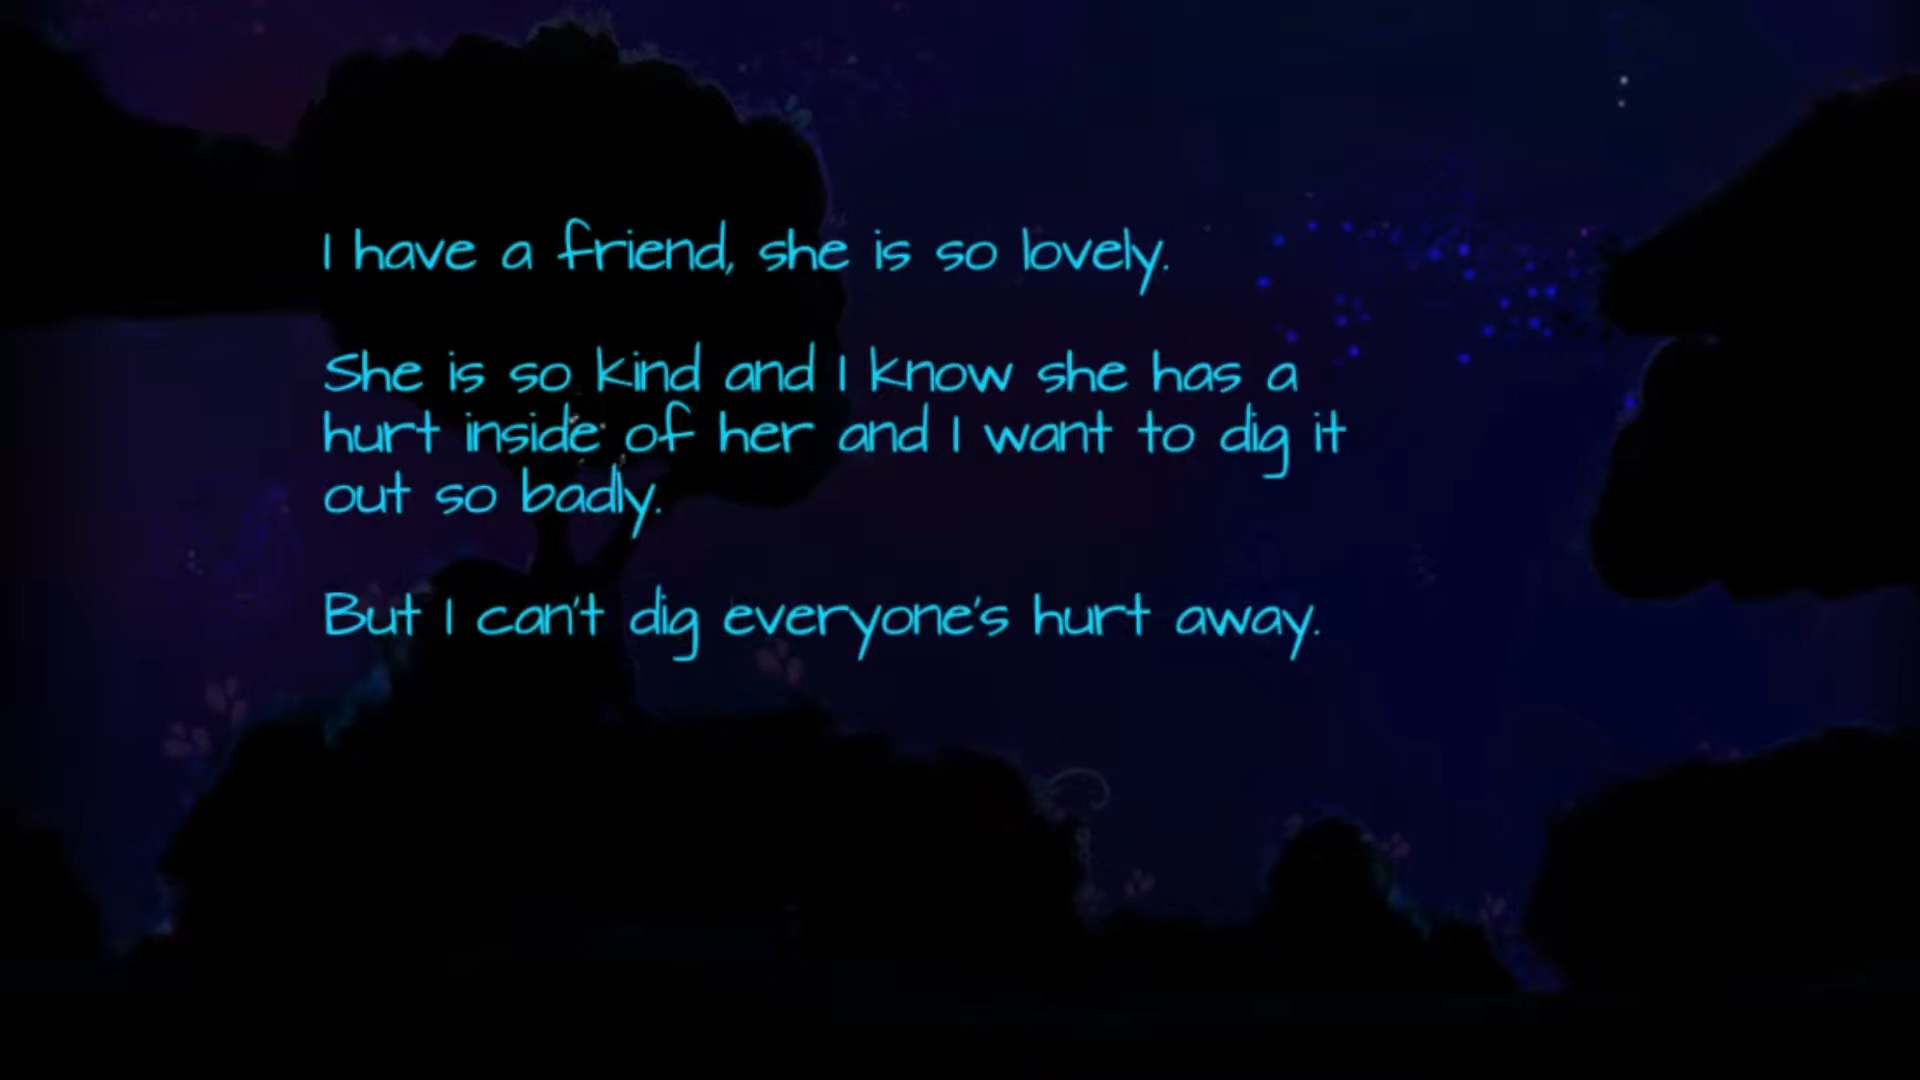 I have a friend, she is so lovely.
She is so kind and I know she has a
hurt inside of her and I want to dig it
out so badly.
But I can't dig everyone's hurt away.